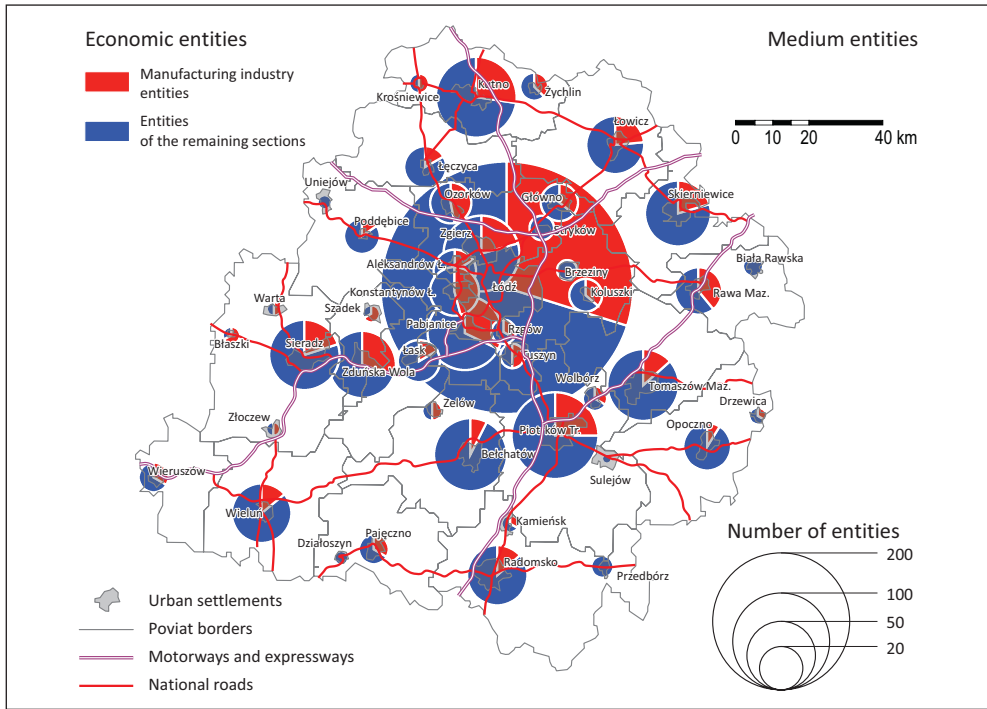 Economic entities
Manufacturing industry
entities
Entities
of the remaining sections
Medium entities
0 10 20 40 km
Krośniewice
Kutno
Żychlin
Łowicz
Łęczyca
Uniejów
Ozorków
Główno
Skierniewice
Poddębice
Zgierz
Stryków
Aleksandrów Ł.
Brzeziny
Biała Rawska
Warta
Szadek
Konstantynów Ł.
Łódź
Koluszki
Rawa Maz.
Błaszki
Sieradz
Pabianice
Rzgów
Zduńska Wola
Łask
Tuszyn
Wolbórz
Tomaszów Maz.
Złoczew
Zelów
Piotrków Tr.
Drzewica
Opoczno
Bełchatów
Sulejów
Wieruszów
Wieluń
Kamieńsk
Działoszyn
Pajęczno
Radomsko
Przedbórz
Number of entities
200
100
50
20
Urban settlements
Poviat borders
Motorways and expressways
National roads